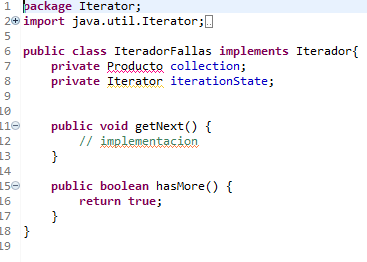 1 package Iterator;
2 import java.util.Iterator;
5
6 public class IteradorFallas implements Iterador{
7 private Producto collection;
8 private Iterator iterationState;
9
10
11 public void getNext() {
12 // implementacion
13 }
14
15 public boolean hasMore() {
16 return true;
17 }
18 }
19